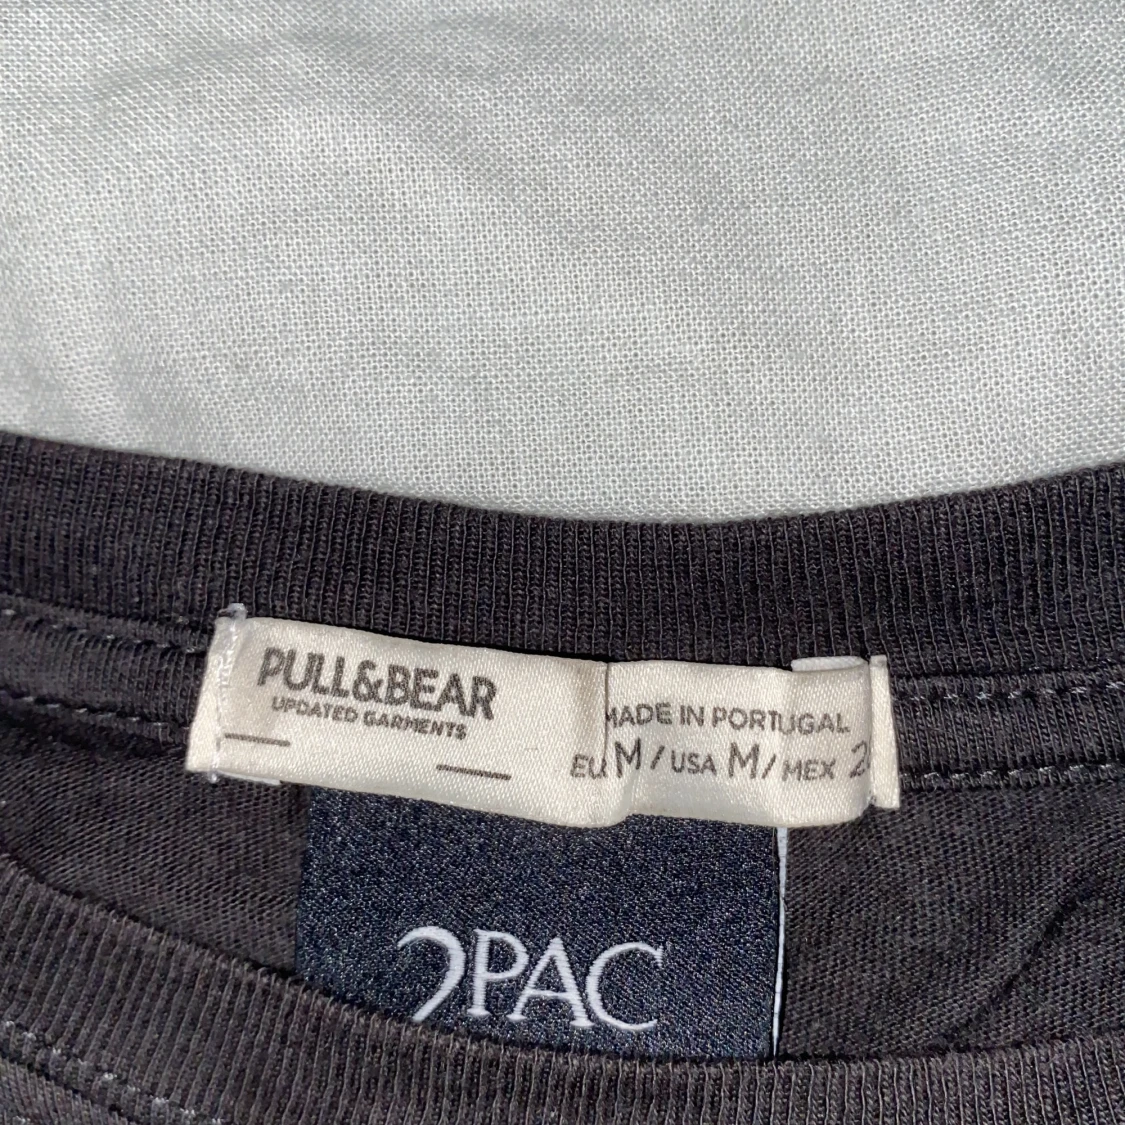 PULL&BEAR
UPDATED GARMENTS
MADE IN PORTUGAL
EU M / USA M / MEX
2PAC